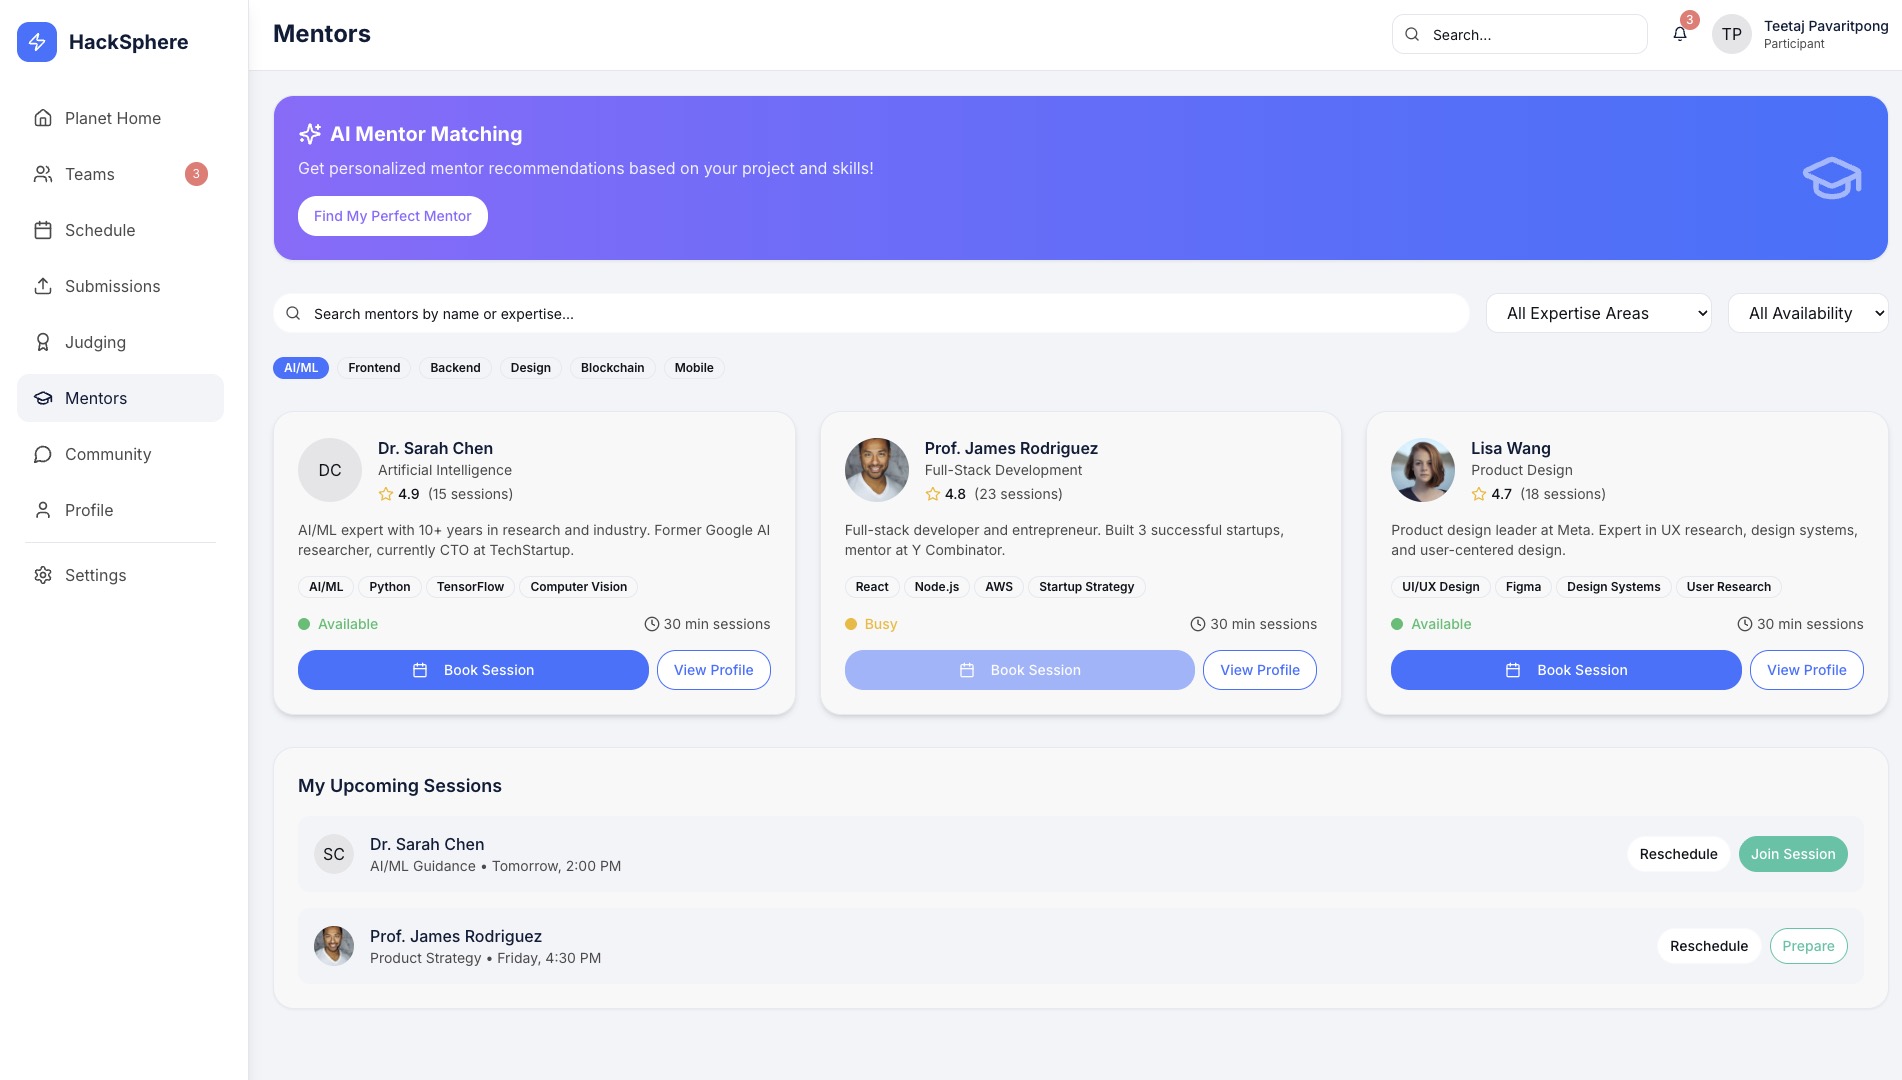 HackSphere
Planet Home
Teams
3
Schedule
Submissions
Judging
Mentors
Community
Profile
Settings
Mentors
Search...
3
TP
Teetaj Pavaritpong
Participant
AI Mentor Matching
Get personalized mentor recommendations based on your project and skills!
Find My Perfect Mentor
Search mentors by name or expertise...
All Expertise Areas
All Availability
AI/ML Frontend Backend Design Blockchain Mobile
DC
Dr. Sarah Chen
Artificial Intelligence
4.9 (15 sessions)
AI/ML expert with 10+ years in research and industry. Former Google AI
researcher, currently CTO at TechStartup.
AI/ML Python TensorFlow Computer Vision
Available 30 min sessions
Book Session View Profile
Prof. James Rodriguez
Full-Stack Development
4.8 (23 sessions)
Full-stack developer and entrepreneur. Built 3 successful startups,
mentor at Y Combinator.
React Node.js AWS Startup Strategy
Busy 30 min sessions
Book Session View Profile
Lisa Wang
Product Design
4.7 (18 sessions)
Product design leader at Meta. Expert in UX research, design systems,
and user-centered design.
UI/UX Design Figma Design Systems User Research
Available 30 min sessions
Book Session View Profile
My Upcoming Sessions
SC
Dr. Sarah Chen
AI/ML Guidance • Tomorrow, 2:00 PM
Reschedule Join Session
Prof. James Rodriguez
Product Strategy • Friday, 4:30 PM
Reschedule Prepare